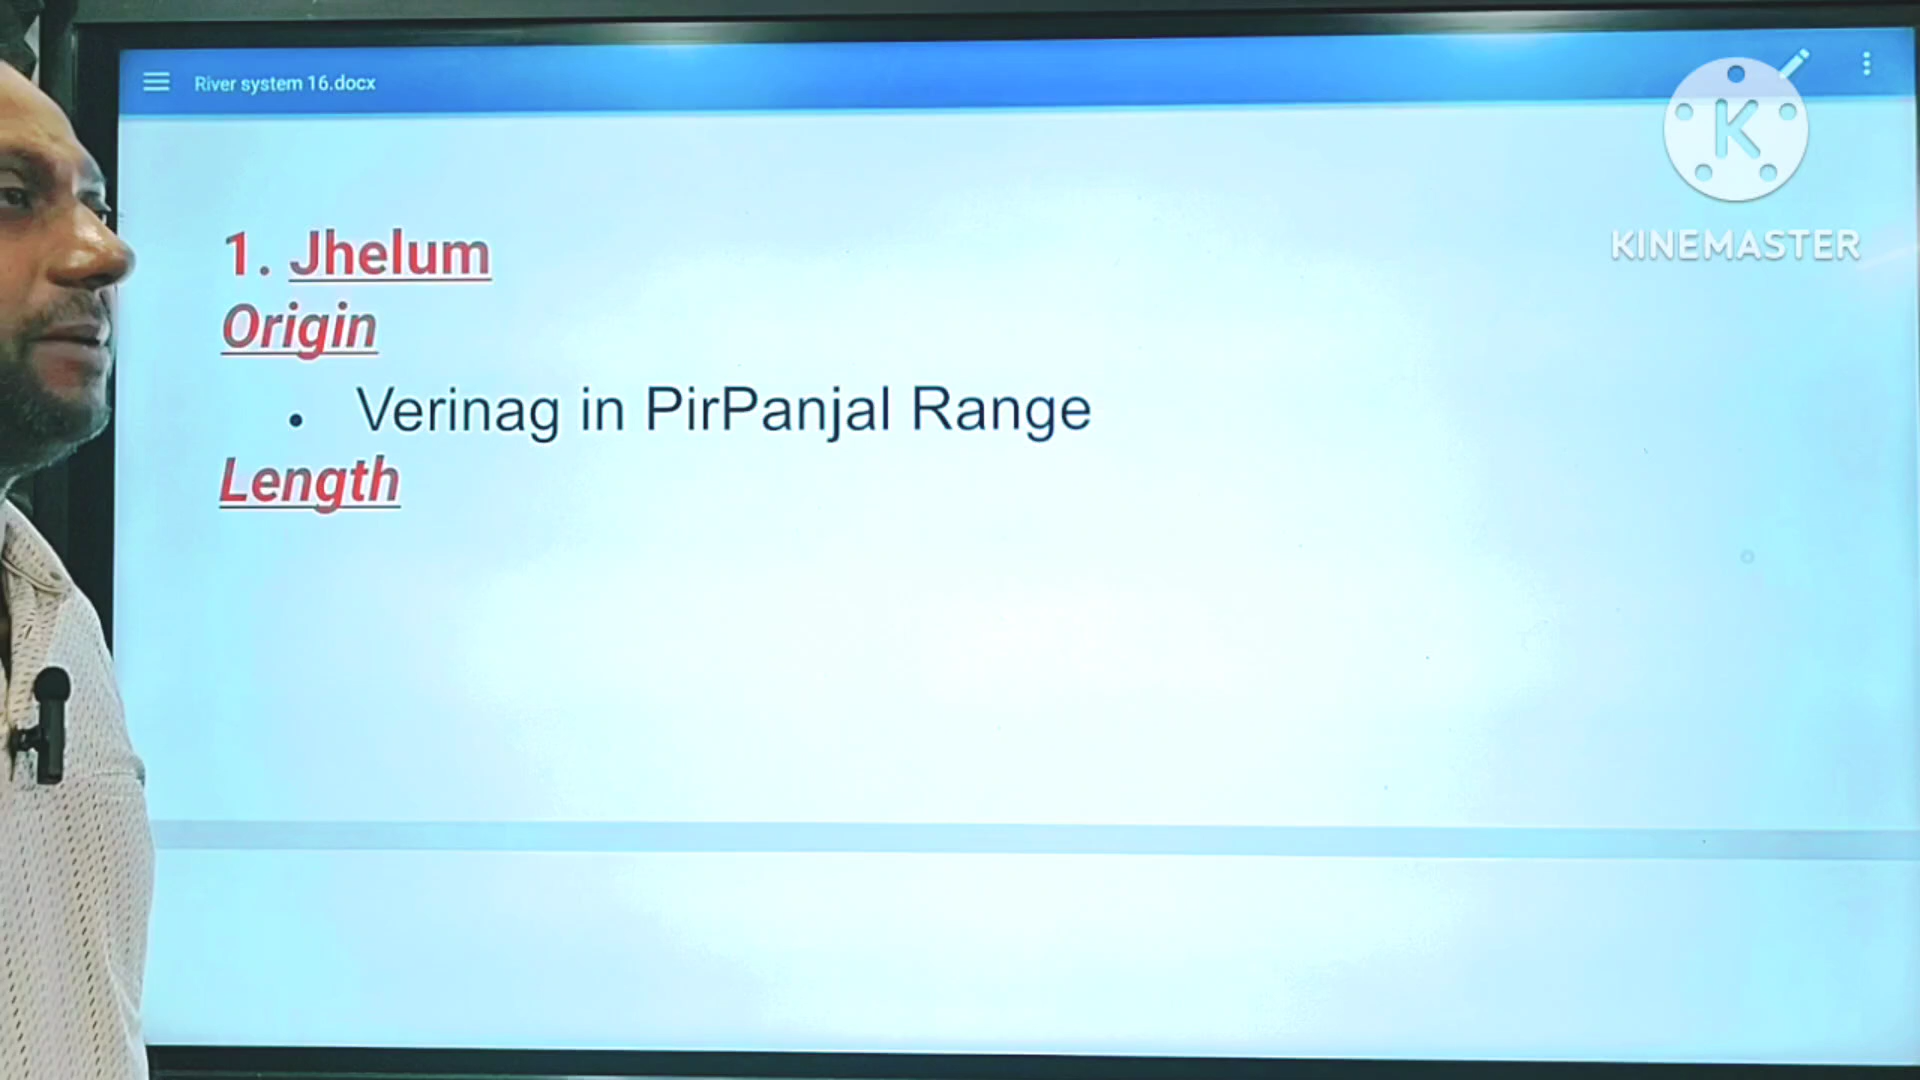 River system 16.docx
K
KINEMASTER
1. Jhelum
Origin
• Verinag in PirPanjal Range
Length